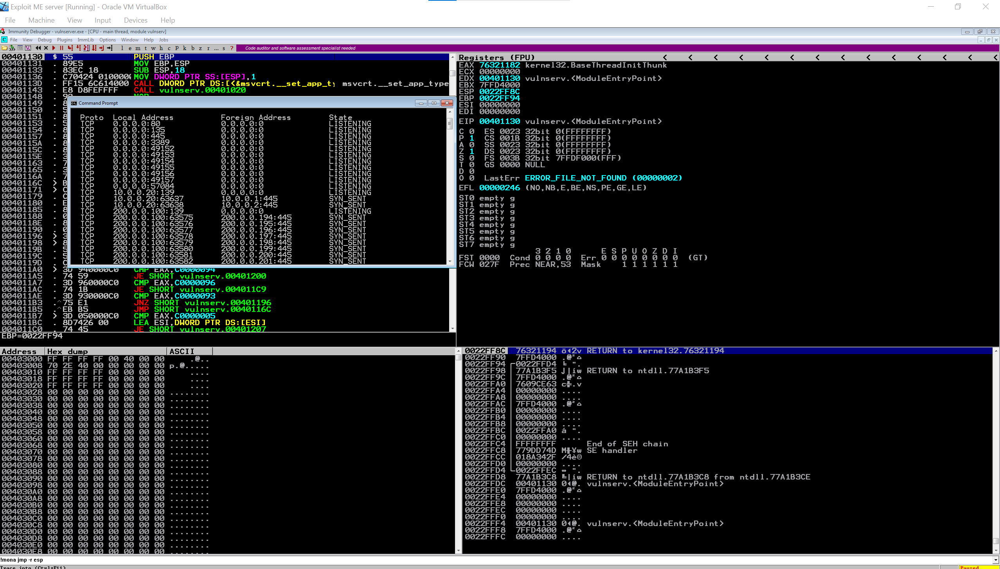 Exploit ME server [Running] - Oracle VM VirtualBox
File Machine View Input Devices Help
Immunity Debugger - vulnserver.exe - [CPU - main thread, module vulnserv]
C File View Debug Plugins ImmLib Options Window Help Jobs
l e m t w h c P k b z r ... s ? Code auditor and software assessment specialist needed
00401130 $ 55 PUSH EBP
00401131 . 89E5 MOV EBP,ESP
00401133 . 83EC 18 SUB ESP,18
00401136 . C70424 0100000( MOV DWORD PTR SS:[ESP],1
0040113D . FF15 6C614000 CALL DWORD PTR DS:[<&msvcrt.__set_app_ty msvcrt.__set_app_type
00401143 . E8 D8FEFFFF CALL vulnserv.00401020
00401148 . 90 NOP
00401149 .
00401150 .
00401151 .
00401153 .
00401154 .
00401157 .
0040115A .
0040115C .
0040115E .
00401163 .
00401165 .
0040116A .
0040116C >
00401171 >
00401179 .
00401180 .
00401185 .
00401188 .
0040118E .
00401190 .
00401196 >
00401198 >
0040119B .
0040119C .
0040119D .
Command Prompt
Proto Local Address Foreign Address State
TCP 0.0.0.0:80 0.0.0.0:0 LISTENING
TCP 0.0.0.0:135 0.0.0.0:0 LISTENING
TCP 0.0.0.0:445 0.0.0.0:0 LISTENING
TCP 0.0.0.0:3389 0.0.0.0:0 LISTENING
TCP 0.0.0.0:49152 0.0.0.0:0 LISTENING
TCP 0.0.0.0:49153 0.0.0.0:0 LISTENING
TCP 0.0.0.0:49154 0.0.0.0:0 LISTENING
TCP 0.0.0.0:49155 0.0.0.0:0 LISTENING
TCP 0.0.0.0:49156 0.0.0.0:0 LISTENING
TCP 0.0.0.0:49157 0.0.0.0:0 LISTENING
TCP 0.0.0.0:57084 0.0.0.0:0 LISTENING
TCP 10.0.0.20:139 0.0.0.0:0 LISTENING
TCP 10.0.0.20:63637 10.0.0.1:445 SYN_SENT
TCP 10.0.0.20:63638 10.0.0.2:445 SYN_SENT
TCP 200.0.0.100:139 0.0.0.0:0 LISTENING
TCP 200.0.0.100:63575 200.0.0.194:445 SYN_SENT
TCP 200.0.0.100:63576 200.0.0.195:445 SYN_SENT
TCP 200.0.0.100:63577 200.0.0.196:445 SYN_SENT
TCP 200.0.0.100:63578 200.0.0.197:445 SYN_SENT
TCP 200.0.0.100:63579 200.0.0.198:445 SYN_SENT
TCP 200.0.0.100:63580 200.0.0.199:445 SYN_SENT
TCP 200.0.0.100:63581 200.0.0.200:445 SYN_SENT
TCP 200.0.0.100:63582 200.0.0.201:445 SYN_SENT
004011A0 > 3D 940000C0 CMP EAX,C0000094
004011A5 . 74 59 JE SHORT vulnserv.00401200
004011A7 . 3D 960000C0 CMP EAX,C0000096
004011AC . 74 1B JE SHORT vulnserv.004011C9
004011AE . 3D 930000C0 CMP EAX,C0000093
004011B3 .^ 75 E1 JNZ SHORT vulnserv.00401196
004011B5 .^ EB B5 JMP SHORT vulnserv.0040116C
004011B7 > 3D 050000C0 CMP EAX,C0000005
004011BC . 8D7426 00 LEA ESI,DWORD PTR DS:[ESI]
004011C0 . 74 45 JE SHORT vulnserv.00401207
EBP=0022FF94
Registers (FPU) < < < < < < < < < < < < < <
EAX 76321182 kernel32.BaseThreadInitThunk
ECX 00000000
EDX 00401130 vulnserv.<ModuleEntryPoint>
EBX 7FFD4000
ESP 0022FF8C
EBP 0022FF94
ESI 00000000
EDI 00000000
EIP 00401130 vulnserv.<ModuleEntryPoint>
C 0 ES 0023 32bit 0(FFFFFFFF)
P 1 CS 001B 32bit 0(FFFFFFFF)
A 0 SS 0023 32bit 0(FFFFFFFF)
Z 1 DS 0023 32bit 0(FFFFFFFF)
S 0 FS 003B 32bit 7FFDF000(FFF)
T 0 GS 0000 NULL
D 0
O 0 LastErr ERROR_FILE_NOT_FOUND (00000002)
EFL 00000246 (NO,NB,E,BE,NS,PE,GE,LE)
ST0 empty g
ST1 empty g
ST2 empty g
ST3 empty g
ST4 empty g
ST5 empty g
ST6 empty g
ST7 empty g
3 2 1 0 E S P U O Z D I
FST 0000 Cond 0 0 0 0 Err 0 0 0 0 0 0 0 0 (GT)
FCW 027F Prec NEAR,53 Mask 1 1 1 1 1 1
Address Hex dump ASCII
00403000 FF FF FF FF 00 40 00 00 .@..
00403008 70 2E 40 00 00 00 00 00 p.@.....
00403010 FF FF FF FF 00 00 00 00 ....
00403018 FF FF FF FF 00 00 00 00 ....
00403020 FF FF FF FF 00 00 00 00 ....
00403028 00 00 00 00 00 00 00 00 ........
00403030 00 00 00 00 00 00 00 00 ........
00403038 00 00 00 00 00 00 00 00 ........
00403040 00 00 00 00 00 00 00 00 ........
00403048 00 00 00 00 00 00 00 00 ........
00403050 00 00 00 00 00 00 00 00 ........
00403058 00 00 00 00 00 00 00 00 ........
00403060 00 00 00 00 00 00 00 00 ........
00403068 00 00 00 00 00 00 00 00 ........
00403070 00 00 00 00 00 00 00 00 ........
00403078 00 00 00 00 00 00 00 00 ........
00403080 00 00 00 00 00 00 00 00 ........
00403088 00 00 00 00 00 00 00 00 ........
00403090 00 00 00 00 00 00 00 00 ........
00403098 00 00 00 00 00 00 00 00 ........
004030A0 00 00 00 00 00 00 00 00 ........
004030A8 00 00 00 00 00 00 00 00 ........
004030B0 00 00 00 00 00 00 00 00 ........
004030B8 00 00 00 00 00 00 00 00 ........
004030C0 00 00 00 00 00 00 00 00 ........
004030C8 00 00 00 00 00 00 00 00 ........
004030D0 00 00 00 00 00 00 00 00 ........
004030D8 00 00 00 00 00 00 00 00 ........
004030E0 00 00 00 00 00 00 00 00 ........
004030E8 00 00 00 00 00 00 00 00 ........
0022FF8C 76321194 ö◄2v RETURN to kernel32.76321194
0022FF90 7FFD4000 .@²⌂
0022FF94 0022FFD4 ╘ ".
0022FF98 77A1B3F5 RETURN to ntdll.77A1B3F5
0022FF9C 7FFD4000 .@²⌂
0022FFA0 7609CE63 c╬.v
0022FFA4 00000000 ....
0022FFA8 00000000 ....
0022FFAC 7FFD4000 .@²⌂
0022FFB0 00000000 ....
0022FFB4 00000000 ....
0022FFB8 00000000 ....
0022FFBC 0022FFA0 á ".
0022FFC0 00000000 ....
0022FFC4 FFFFFFFF End of SEH chain
0022FFC8 779DD74D M╫¥w SE handler
0022FFCC 018A342F /4è☺
0022FFD0 00000000 ....
0022FFD4 0022FFEC ∞ ".
0022FFD8 77A1B3C8 ╚│íw RETURN to ntdll.77A1B3C8 from ntdll.77A1B3CE
0022FFDC 00401130 0◄@. vulnserv.<ModuleEntryPoint>
0022FFE0 7FFD4000 .@²⌂
0022FFE4 00000000 ....
0022FFE8 00000000 ....
0022FFEC 00000000 ....
0022FFF0 00000000 ....
0022FFF4 00401130 0◄@. vulnserv.<ModuleEntryPoint>
0022FFF8 7FFD4000 .@²⌂
0022FFFC 00000000 ....
!mona jmp -r esp
Trace into (Ctrl+F11)
Paused